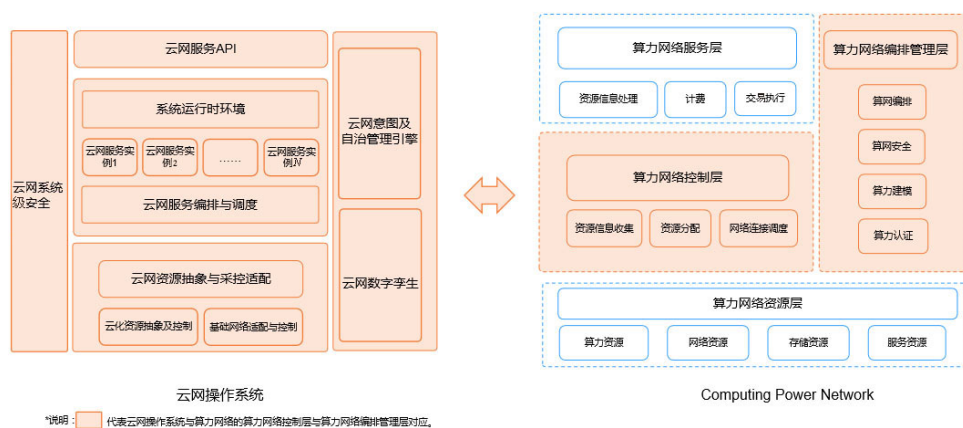 云网系统
级安全
云网服务API
系统运行时环境
云网服务实
例1
云网服务实
例2
……
云网服务实
例N
云网服务编排与调度
云网资源抽象与采控适配
云化资源抽象及控制
基础网络适配与控制
云网意图及
自治管理引擎
云网数字孪生
云网操作系统
*说明：
代表云网操作系统与算力网络的算力网络控制层与算力网络编排管理层对应。
算力网络服务层
资源信息处理
计费
交易执行
算力网络控制层
资源信息收集
资源分配
网络连接调度
算力网络编排管理层
算网编排
算网安全
算力建模
算力认证
算力网络资源层
算力资源
网络资源
存储资源
服务资源
Computing Power Network